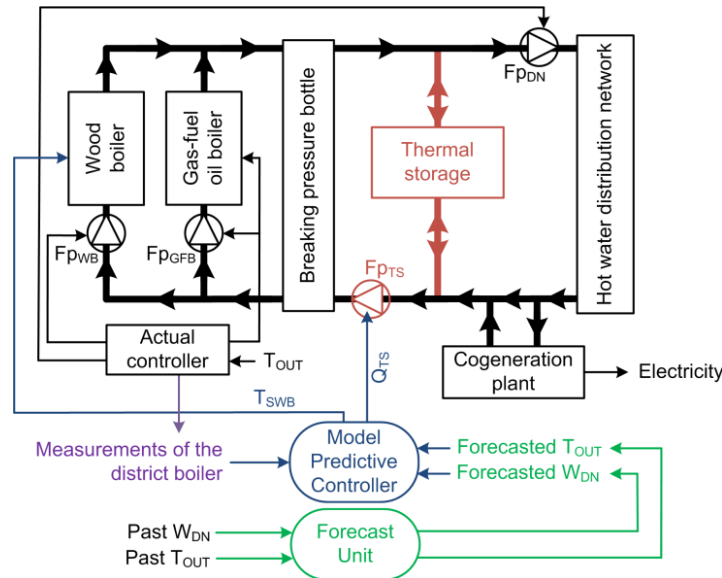 Fp_DN
Wood
boiler
Gas-fuel
oil boiler
Breaking pressure bottle
Thermal
storage
Hot water distribution network
Fp_WB
Fp_GFB
Fp_TS
Actual
controller
T_OUT
Q_TS
Cogeneration
plant
Electricity
T_SWB
Measurements of the
district boiler
Model
Predictive
Controller
Forecasted T_OUT
Forecasted W_DN
Past W_DN
Past T_OUT
Forecast
Unit